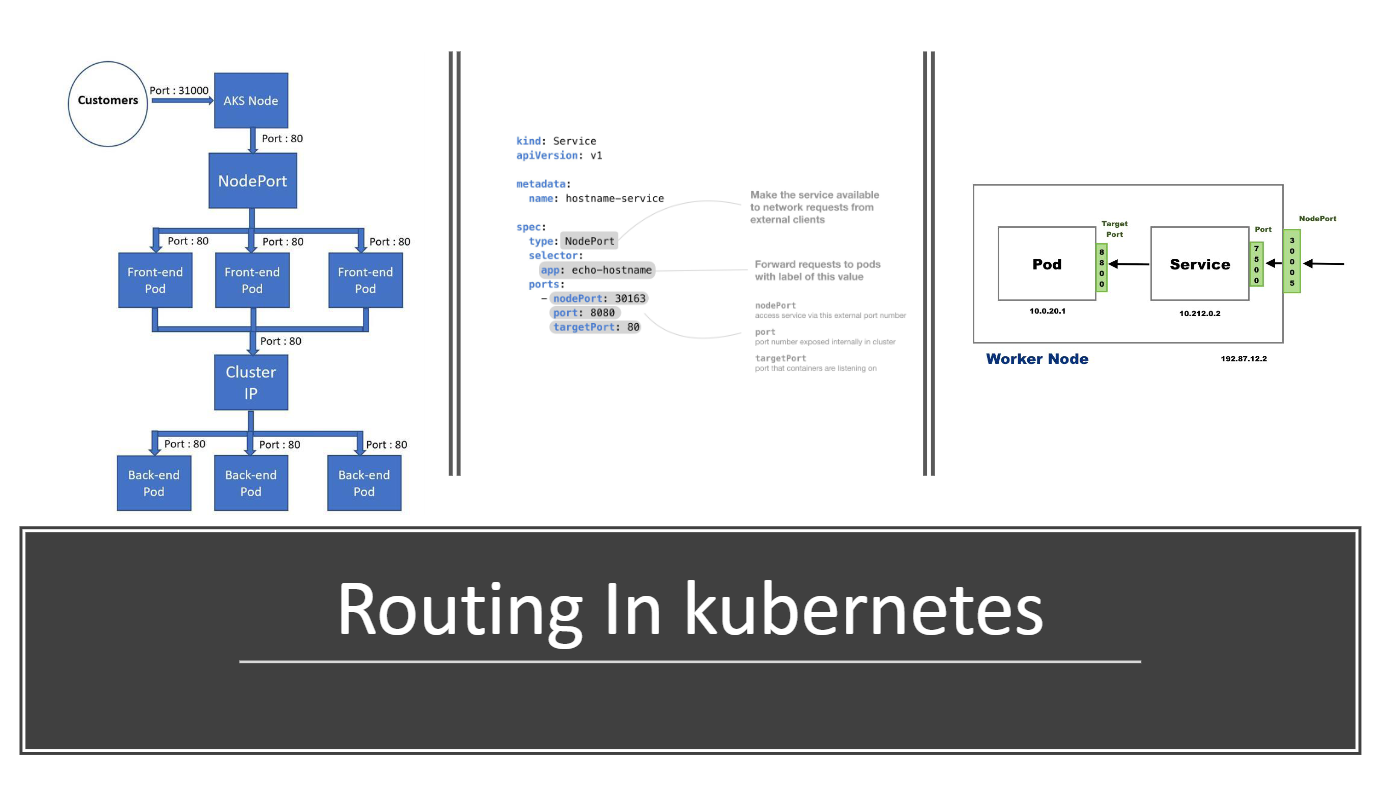 Customers
Port : 31000
AKS Node
Port : 80
NodePort
Port : 80
Port : 80
Port : 80
Front-end
Pod
Front-end
Pod
Front-end
Pod
Port : 80
Cluster
IP
Port : 80
Port : 80
Port : 80
Back-end
Pod
Back-end
Pod
Back-end
Pod
kind: Service
apiVersion: v1
metadata:
name: hostname-service
spec:
type: NodePort
selector:
app: echo-hostname
ports:
- nodePort: 30163
port: 8080
targetPort: 80
Make the service available
to network requests from
external clients
Forward requests to pods
with label of this value
nodePort
access service via this external port number
port
port number exposed internally in cluster
targetPort
port that containers are listening on
Pod
Target
Port
8800
Service
Port
7500
NodePort
30005
10.0.20.1
10.212.0.2
Worker Node
192.87.12.2
Routing In kubernetes